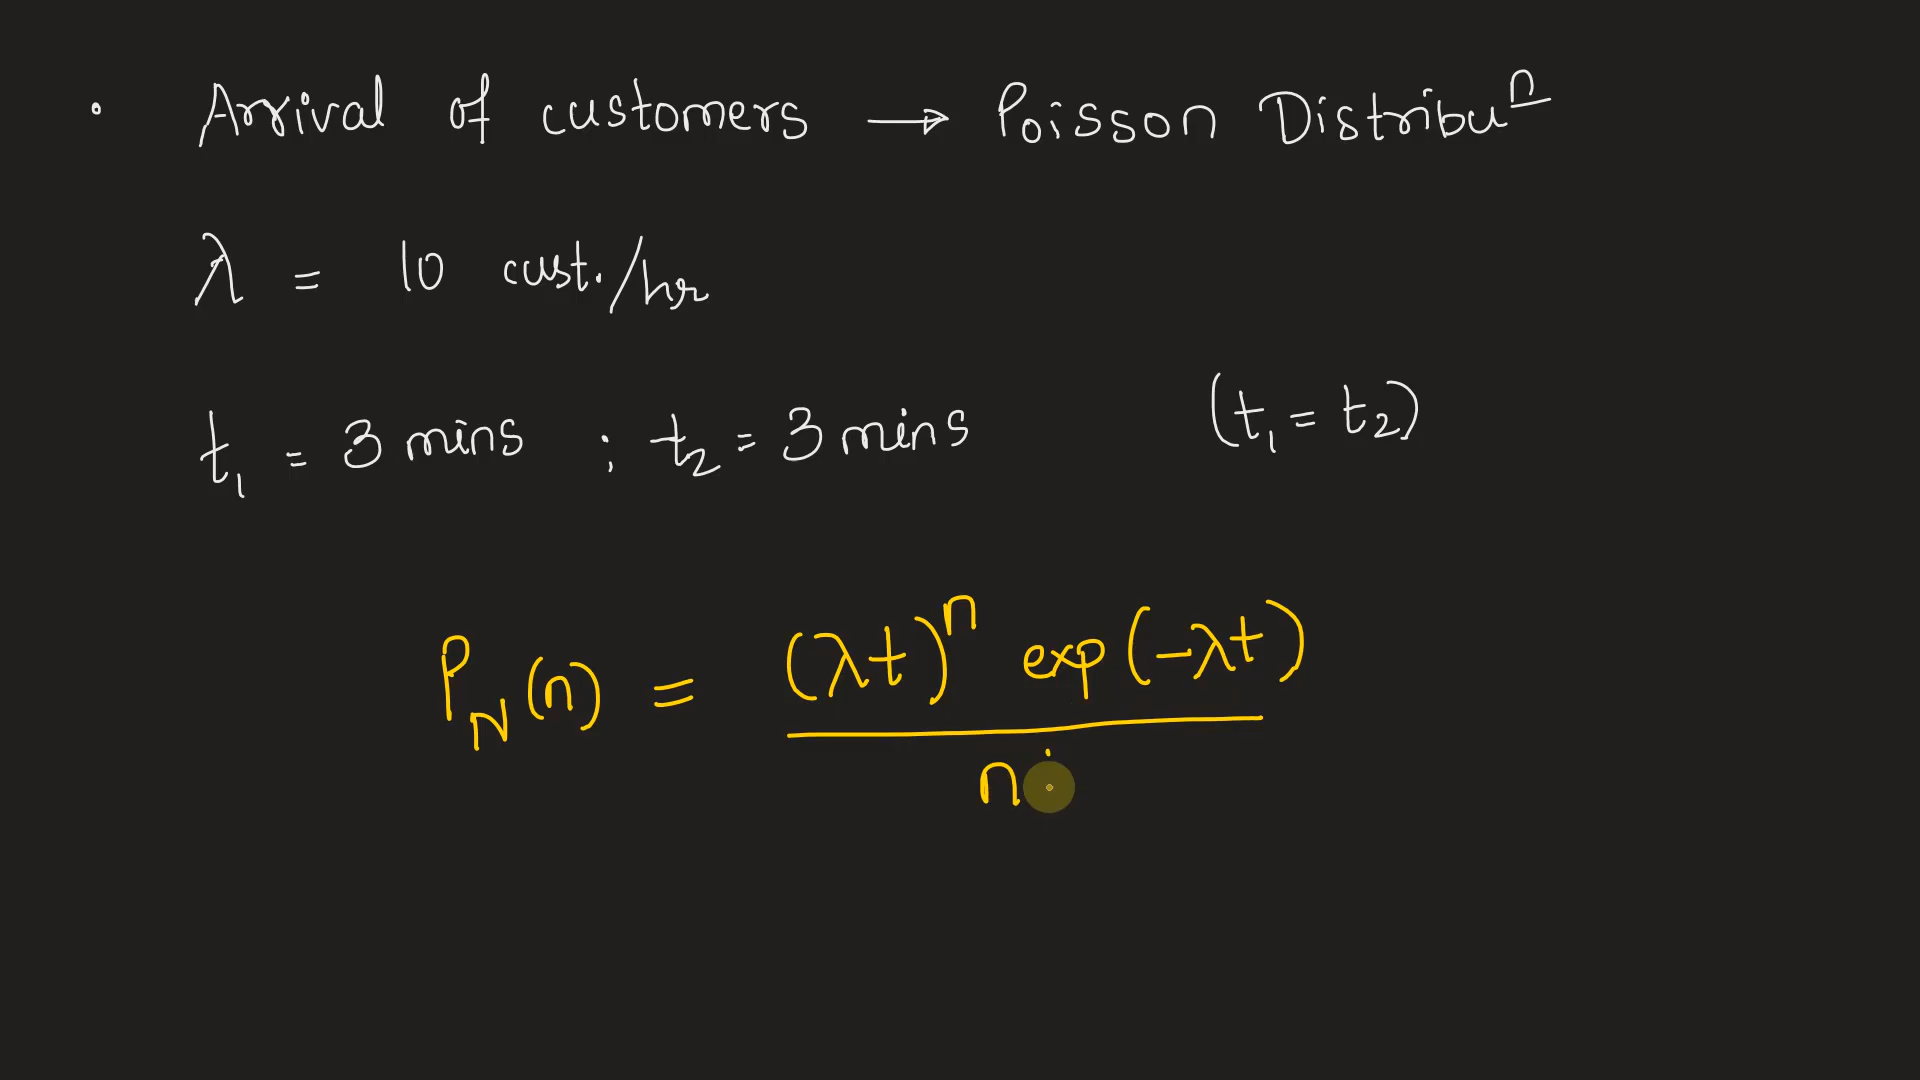 • Arrival of customers → Poisson Distribuⁿ
λ = 10 cust./hr
t₁ = 3 mins ; t₂ = 3 mins (t₁ = t₂)
P_N(n) = (λt)ⁿ exp(-λt)
n